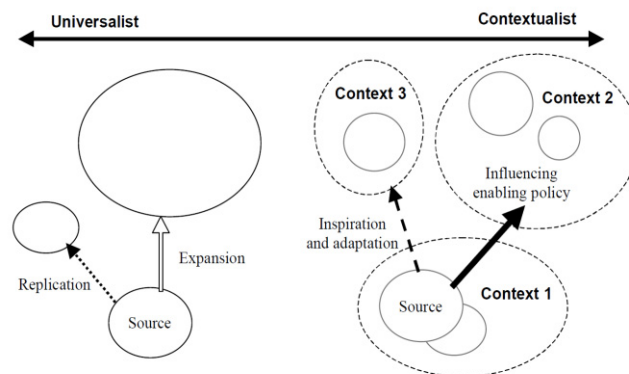 Universalist
Contextualist
Context 3
Context 2
Influencing
enabling policy
Inspiration
and adaptation
Expansion
Replication
Context 1
Source
Source